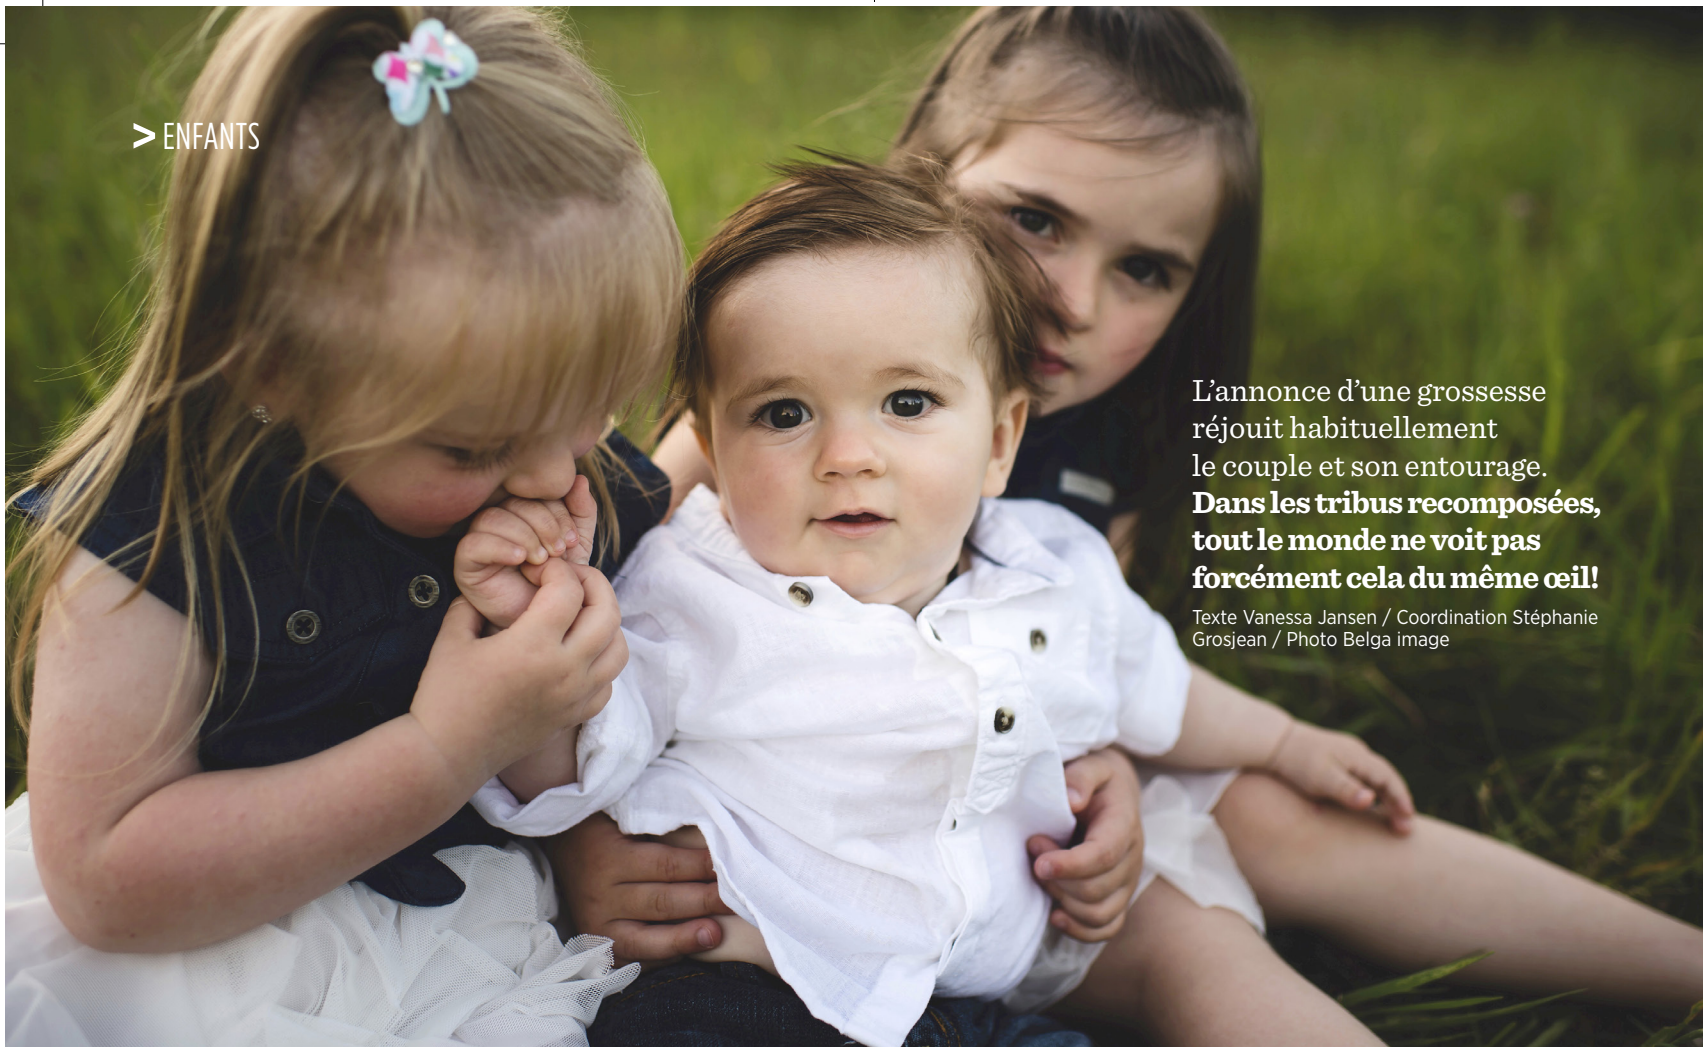 > ENFANTS
L’annonce d’une grossesse
réjouit habituellement
le couple et son entourage.
Dans les tribus recomposées,
tout le monde ne voit pas
forcément cela du même œil!
Texte Vanessa Jansen / Coordination Stéphanie
Grosjean / Photo Belga image